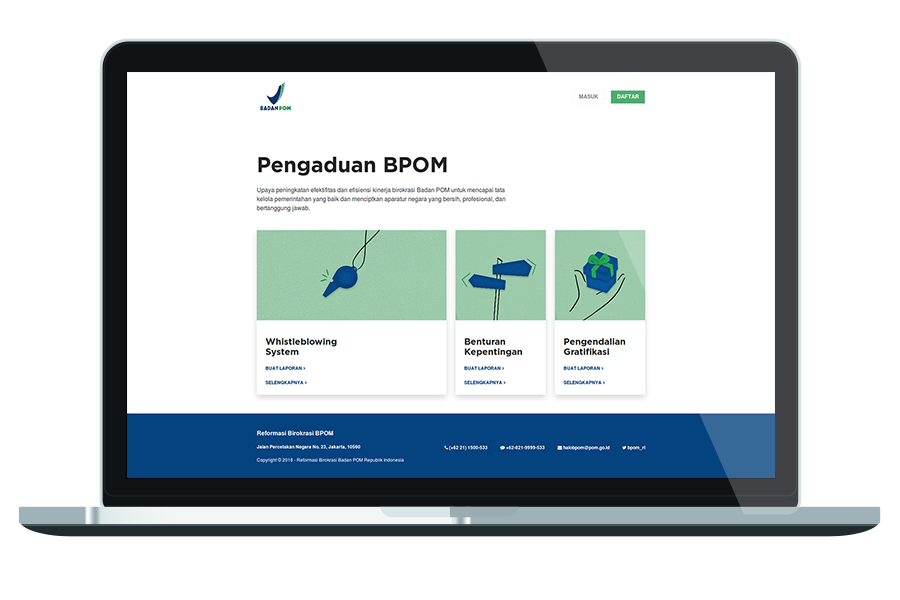 BADAN POM
MASUK
DAFTAR
Pengaduan BPOM
Upaya peningkatan efektifitas dan efisiensi kinerja birokrasi Badan POM untuk mencapai tata
kelola pemerintahan yang baik dan menciptkan aparatur negara yang bersih, profesional, dan
bertanggung jawab.
Whistleblowing
System
BUAT LAPORAN >
SELENGKAPNYA >
Benturan
Kepentingan
BUAT LAPORAN >
SELENGKAPNYA >
Pengendalian
Gratifikasi
BUAT LAPORAN >
SELENGKAPNYA >
Reformasi Birokrasi BPOM
Jalan Percetakan Negara No. 23, Jakarta, 10560
(+62 21) 1500-533
+62-821-9999-533
halobpom@pom.go.id
bpom_ri
Copyright © 2018 - Reformasi Birokrasi Badan POM Republik Indonesia